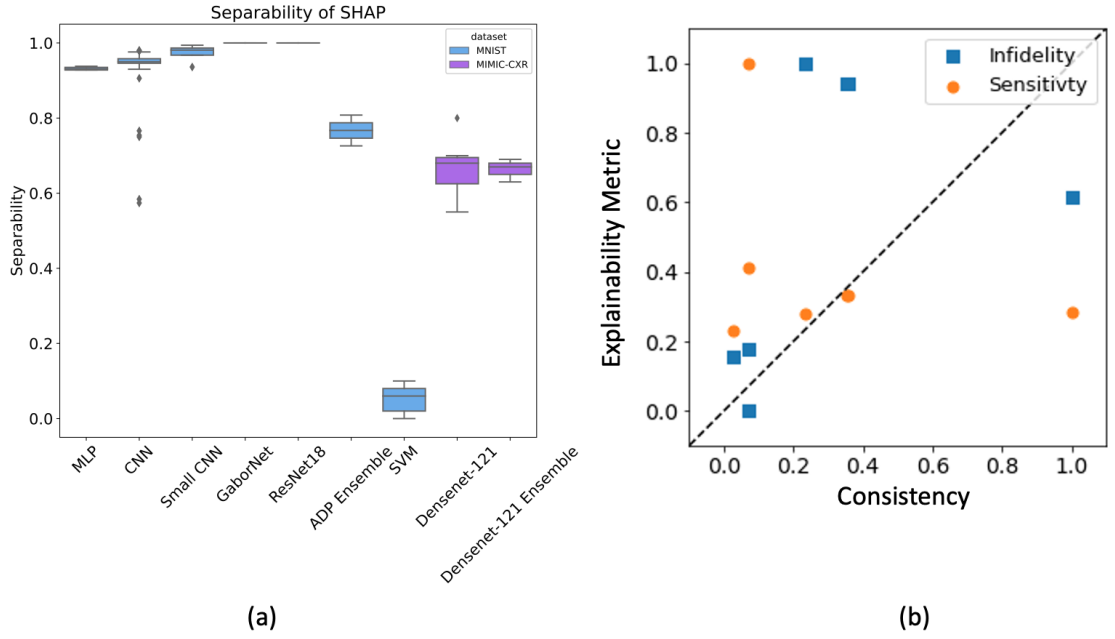 Separability of SHAP
dataset
MNIST
MIMIC-CXR
Separability
1.0
0.8
0.6
0.4
0.2
0.0
MLP
CNN
Small CNN
GaborNet
ResNet18
ADP Ensemble
SVM
Densenet-121
Densenet-121 Ensemble
(a)
Infidelity
Sensitivty
Explainability Metric
1.0
0.8
0.6
0.4
0.2
0.0
0.0 0.2 0.4 0.6 0.8 1.0
Consistency
(b)